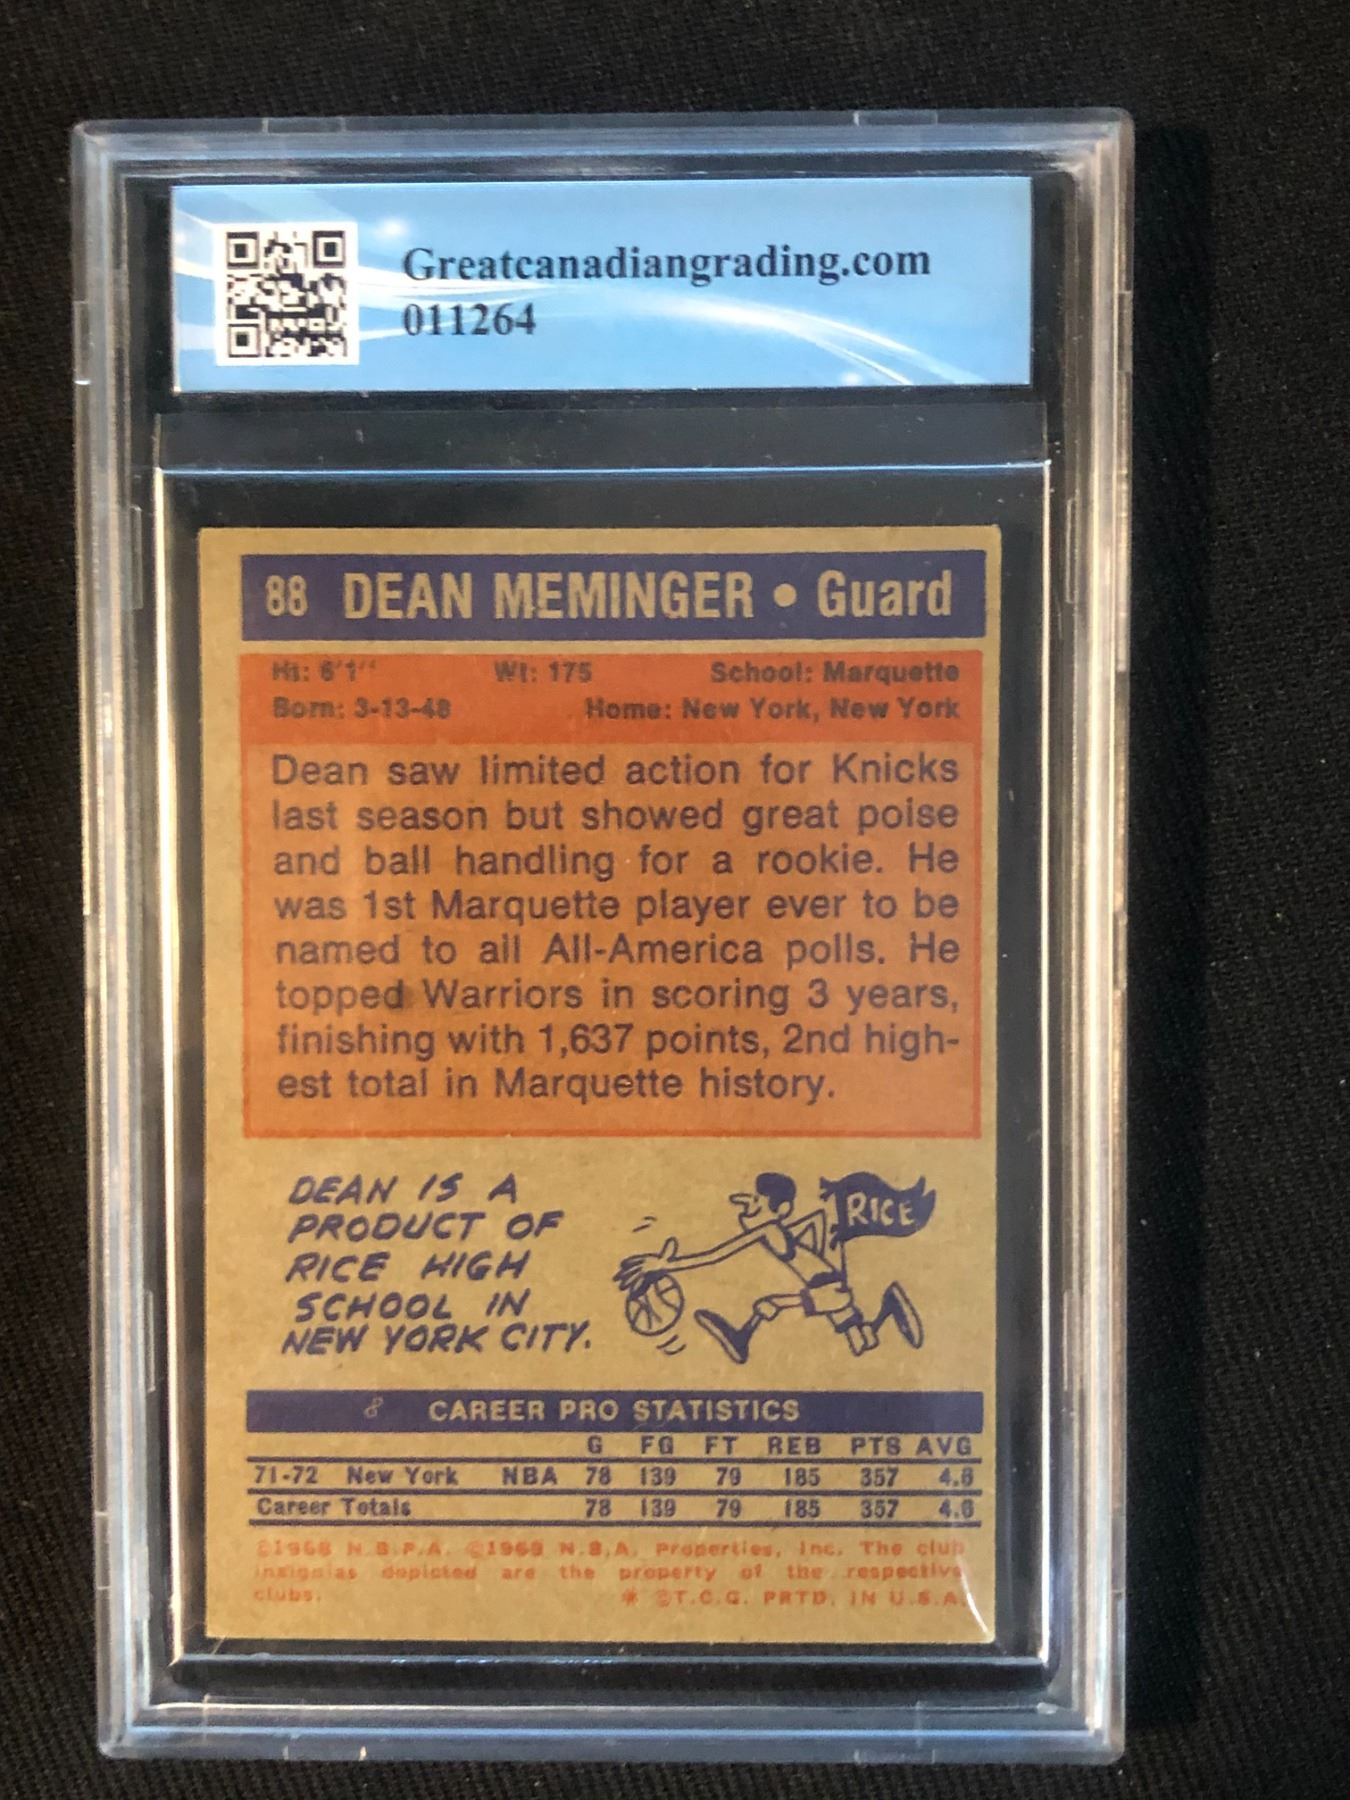 Greatcanadiangrading.com
011264
88 DEAN MEMINGER • Guard
Ht: 6'1" Wt: 175 School: Marquette
Born: 3-13-48 Home: New York, New York
Dean saw limited action for Knicks
last season but showed great poise
and ball handling for a rookie. He
was 1st Marquette player ever to be
named to all All-America polls. He
topped Warriors in scoring 3 years,
finishing with 1,637 points, 2nd high-
est total in Marquette history.
DEAN IS A
PRODUCT OF
RICE HIGH
SCHOOL IN
NEW YORK CITY.
RICE
8 CAREER PRO STATISTICS
G FG FT REB PTS AVG
71-72 New York NBA 78 139 79 185 357 4.6
Career Totals 78 139 79 185 357 4.6
©1968 N.B.P.A. ©1969 N.B.A. Properties, Inc. The club
insignias depicted are the property of the respective
clubs. * ©T.C.G. PRTD. IN U.S.A.